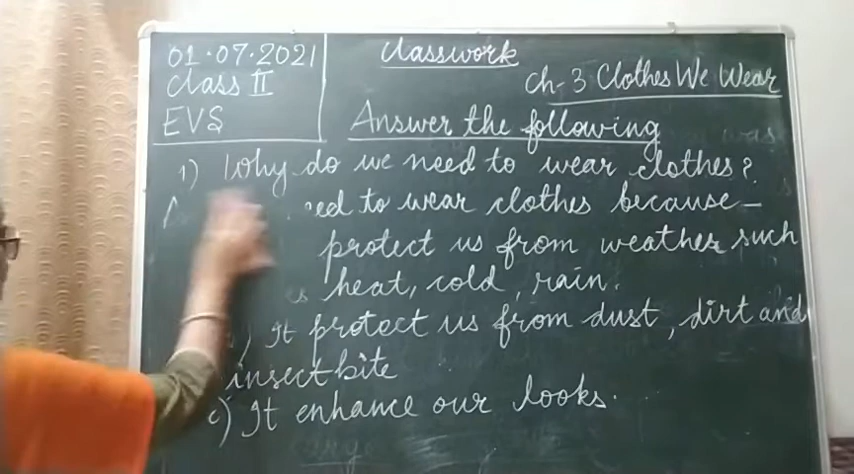 01.07.2021
Class II
EVS
Classwork
Ch-3 Clothes We Wear
Answer the following
1) Why do we need to wear clothes?
to wear clothes because-
protect us from weather such
heat, cold, rain.
) It protect us from dust, dirt and
insect bite
c) It enhance our looks.